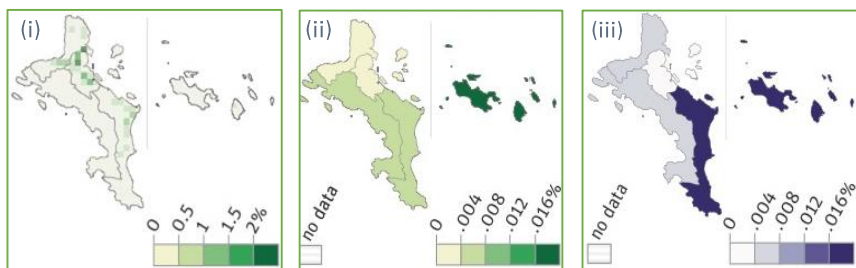 (i)
0 0.5 1 1.5 2%
(ii)
no data
0 .004 .008 .012 .016%
(iii)
no data
0 .004 .008 .012 .016%